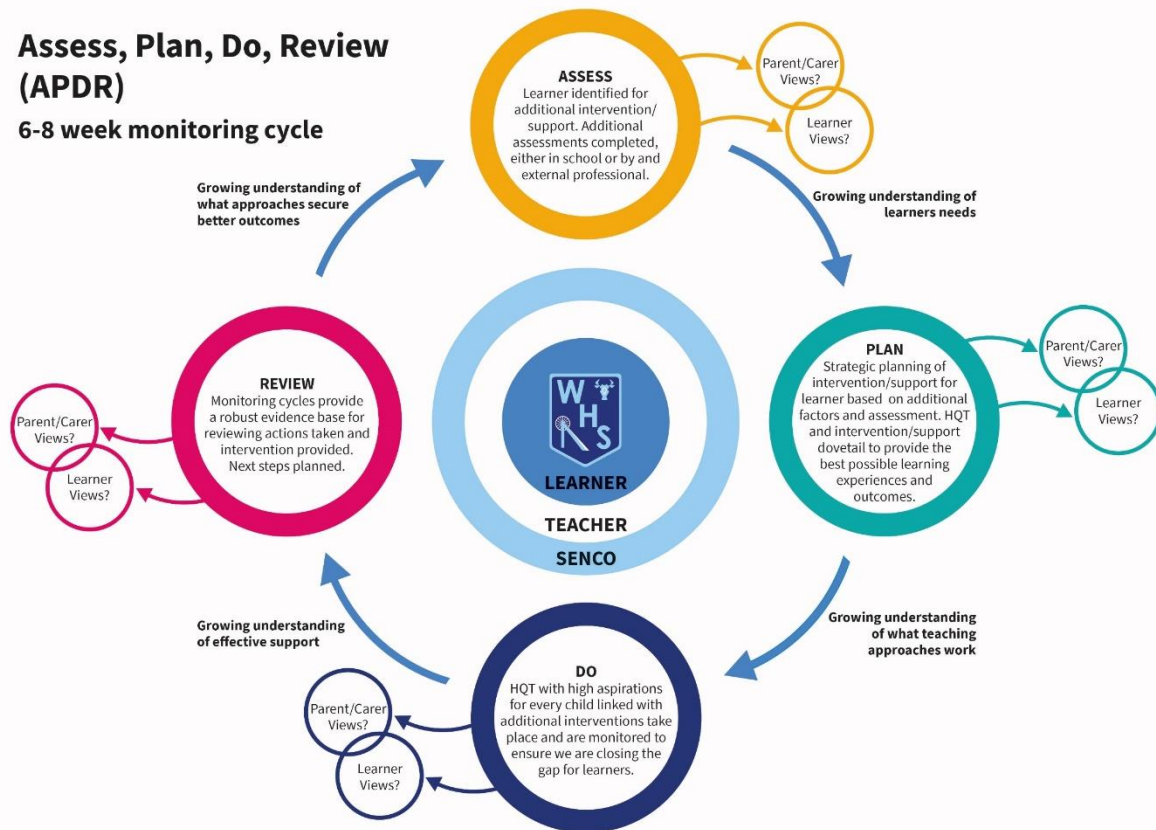 Assess, Plan, Do, Review
(APDR)
6-8 week monitoring cycle
ASSESS
Learner identified for
additional intervention/
support. Additional
assessments completed,
either in school or by and
external professional.
Parent/Carer
Views?
Learner
Views?
Growing understanding of
what approaches secure
better outcomes
Growing understanding of
learners needs
PLAN
Strategic planning of
intervention/support for
learner based on additional
factors and assessment. HQT
and intervention/support
dovetail to provide the
best possible learning
experiences and
outcomes.
Parent/Carer
Views?
Learner
Views?
REVIEW
Monitoring cycles provide
a robust evidence base for
reviewing actions taken and
intervention provided.
Next steps planned.
Parent/Carer
Views?
Learner
Views?
W
H
S
LEARNER
TEACHER
SENCO
Growing understanding
of effective support
Growing understanding
of what teaching
approaches work
DO
HQT with high aspirations
for every child linked with
additional interventions take
place and are monitored to
ensure we are closing the
gap for learners.
Parent/Carer
Views?
Learner
Views?